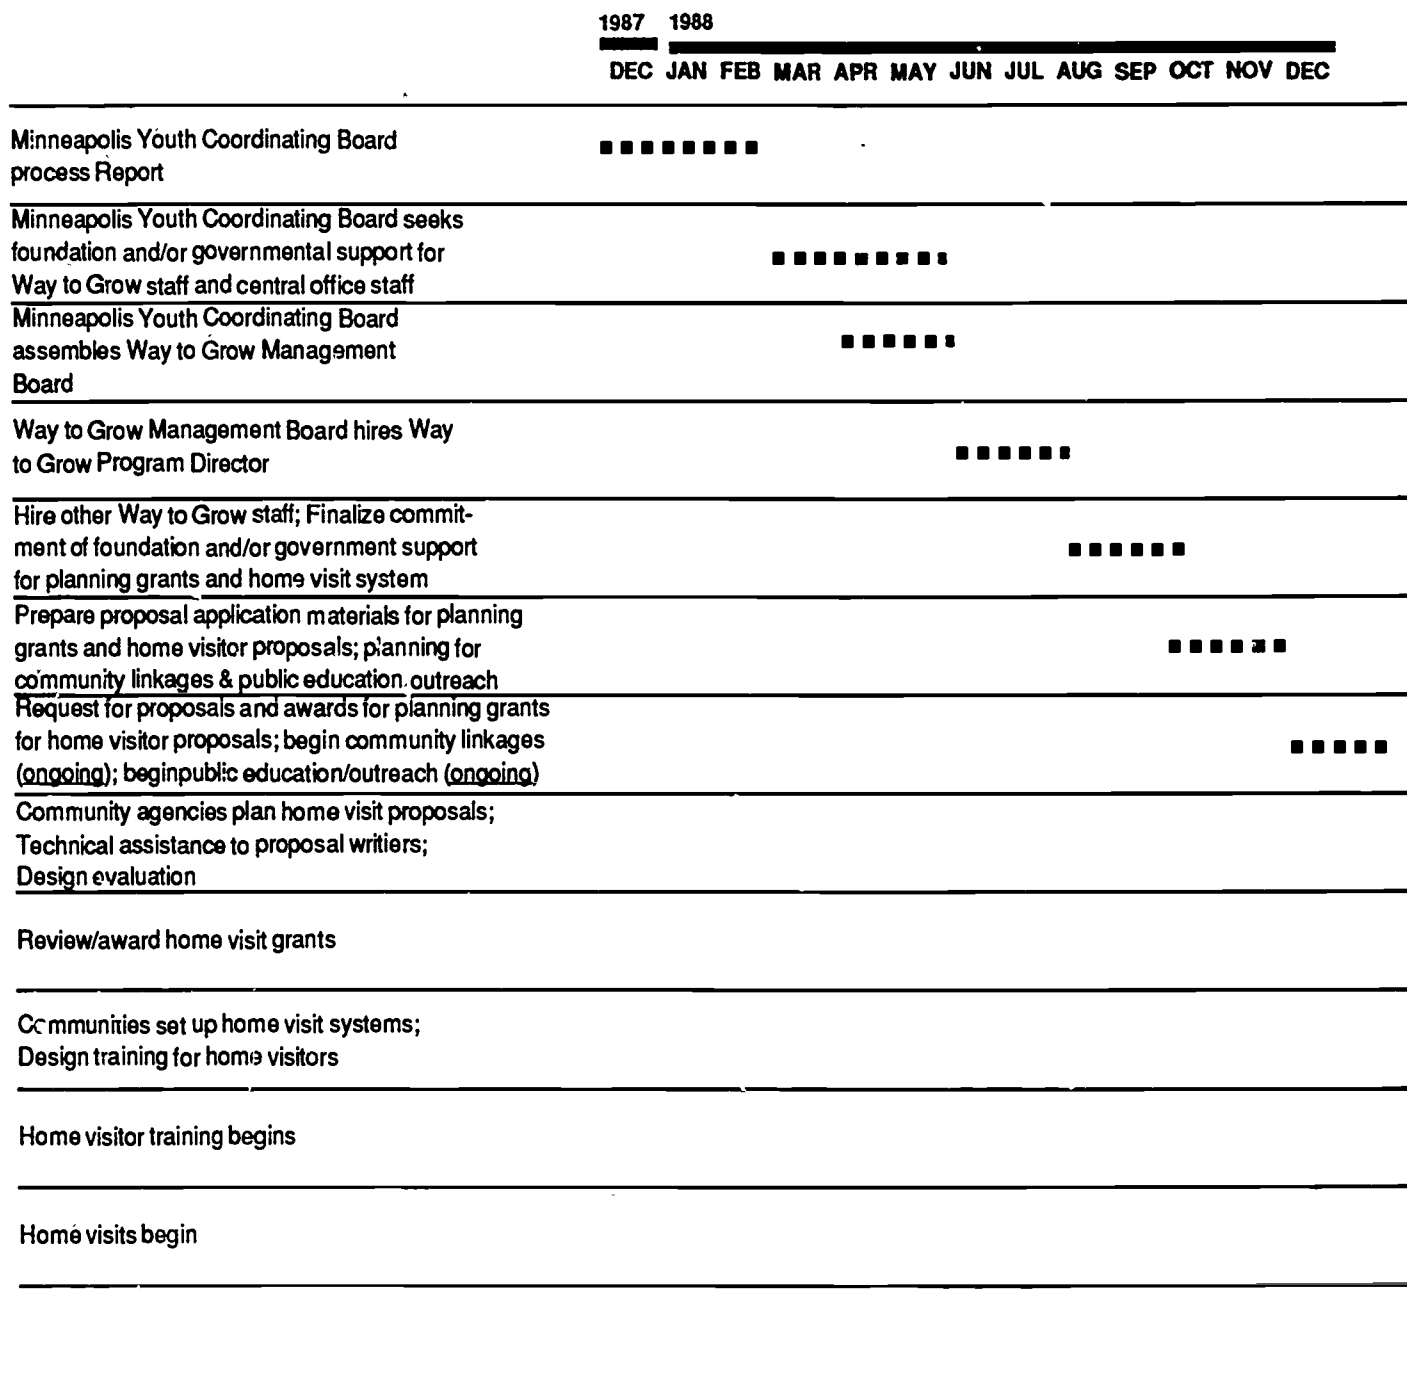 1987 1988
DEC JAN FEB MAR APR MAY JUN JUL AUG SEP OCT NOV DEC
Minneapolis Youth Coordinating Board
process Report
Minneapolis Youth Coordinating Board seeks
foundation and/or governmental support for
Way to Grow staff and central office staff
Minneapolis Youth Coordinating Board
assembles Way to Grow Management
Board
Way to Grow Management Board hires Way
to Grow Program Director
Hire other Way to Grow staff; Finalize commit-
ment of foundation and/or government support
for planning grants and home visit system
Prepare proposal application materials for planning
grants and home visitor proposals; planning for
community linkages & public education outreach
Request for proposals and awards for planning grants
for home visitor proposals; begin community linkages
(ongoing); beginpublic education/outreach (ongoing)
Community agencies plan home visit proposals;
Technical assistance to proposal writiers;
Design evaluation
Review/award home visit grants
Communities set up home visit systems;
Design training for home visitors
Home visitor training begins
Home visits begin